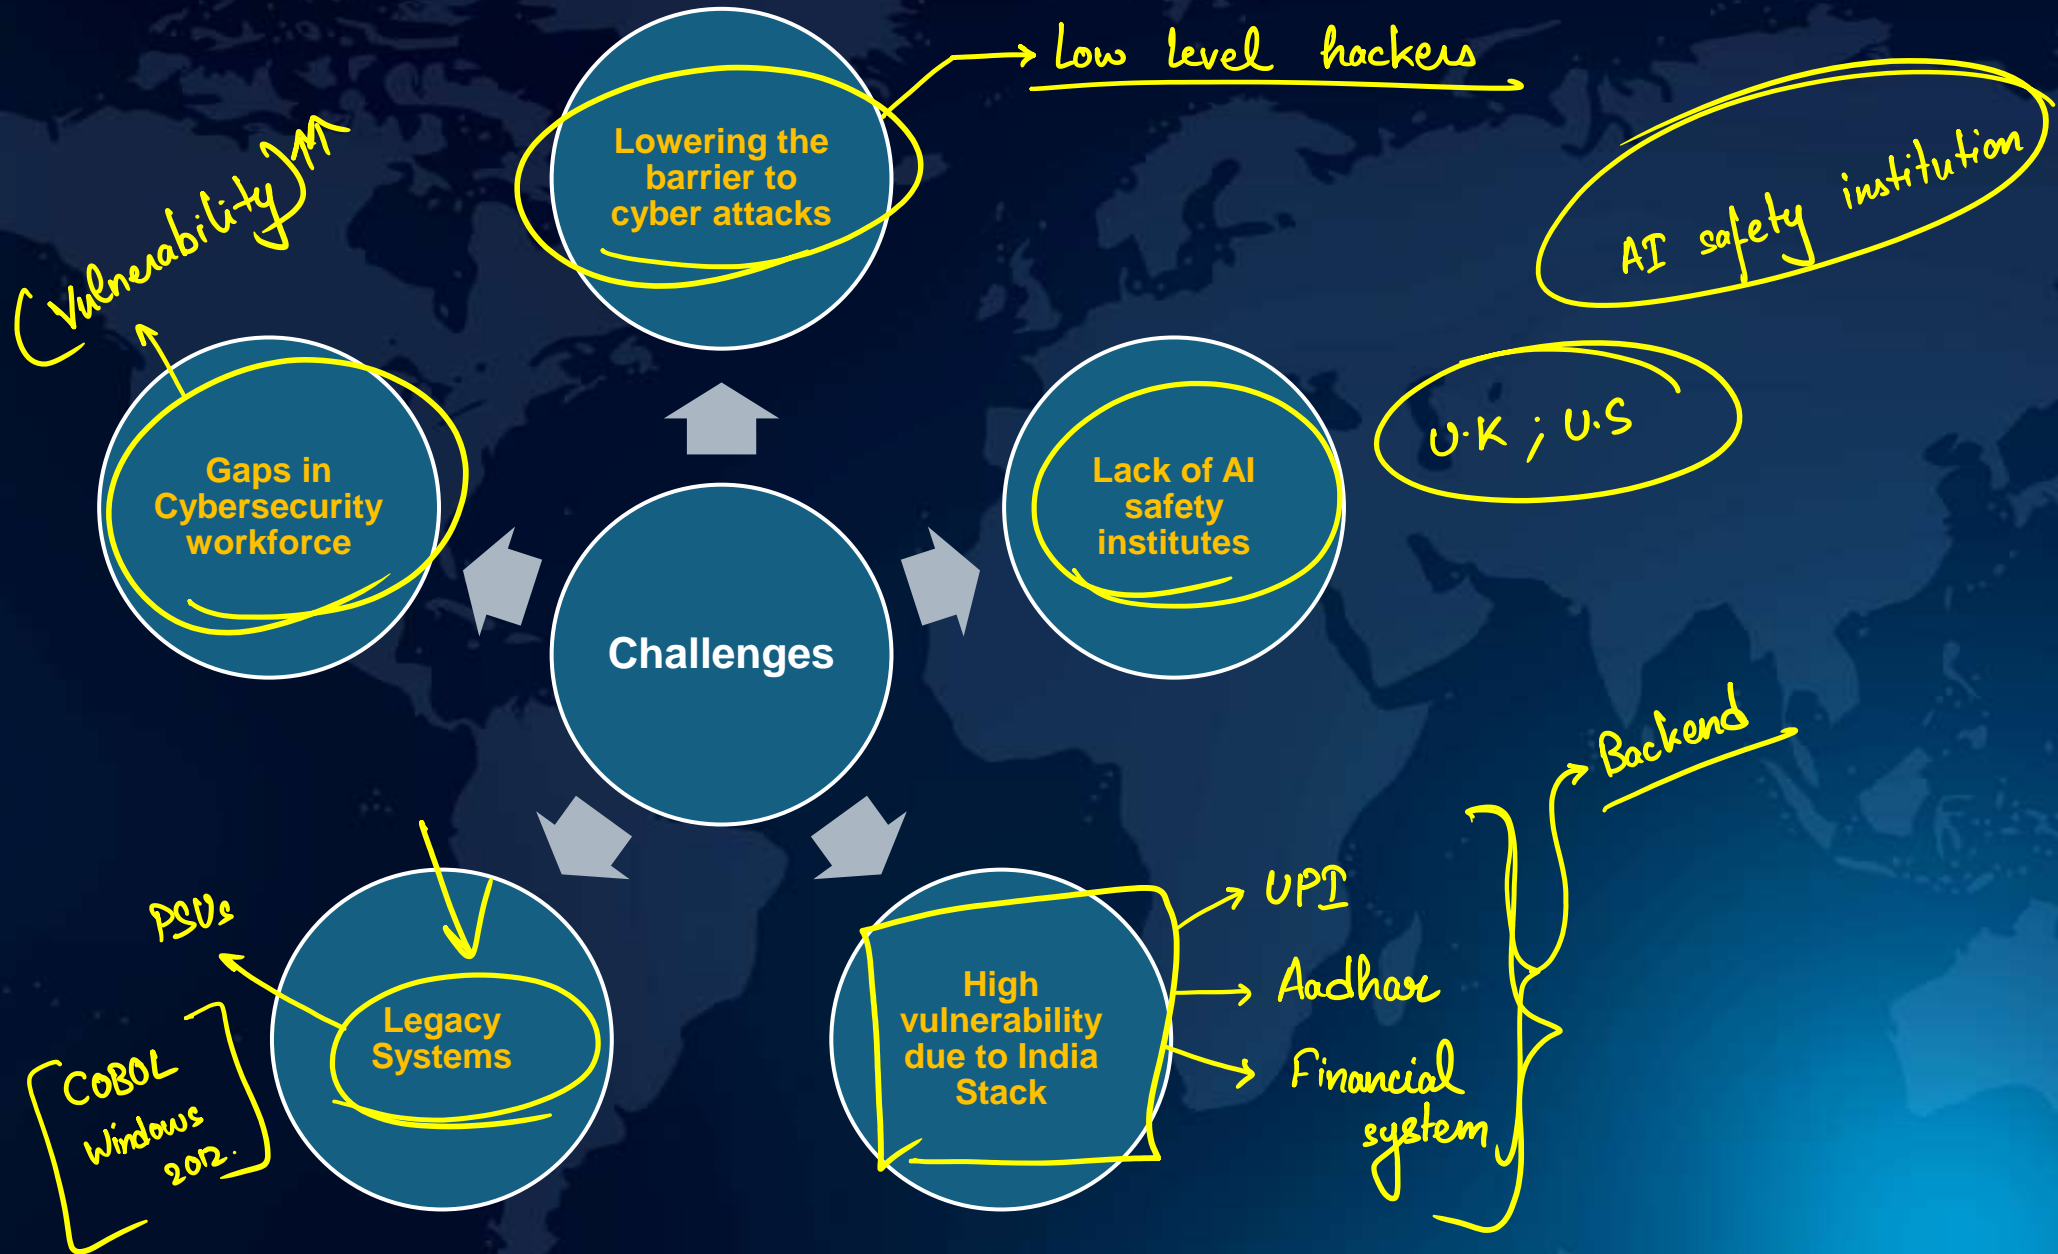 Low level hackers
Lowering the
barrier to
cyber attacks
AI safety institution
(Vulnerability)↑↑
U.K ; U.S
Gaps in
Cybersecurity
workforce
Lack of AI
safety
institutes
Challenges
Backend
PSUs
Legacy
Systems
COBOL
Windows
2012.
High
vulnerability
due to India
Stack
UPI
Aadhar
Financial
system